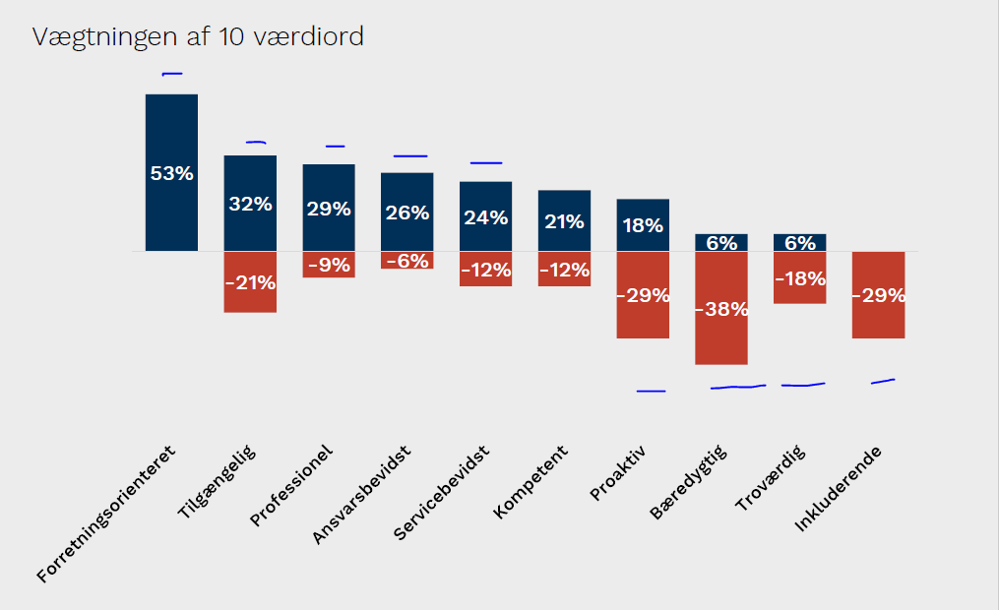 Vægtningen af 10 værdiord
53%
32%
29%
26%
24%
21%
18%
6%
6%
-21%
-9%
-6%
-12%
-12%
-29%
-38%
-18%
-29%
Forretningsorienteret
Tilgængelig
Professionel
Ansvarsbevidst
Servicebevidst
Kompetent
Proaktiv
Bæredygtig
Troværdig
Inkluderende